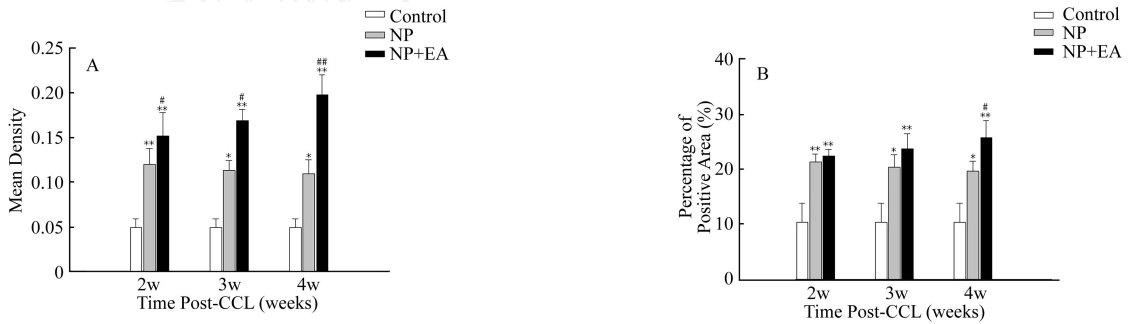 Control
NP
NP+EA
A
0.25
0.20
0.15
0.10
0.05
0
Mean Density
** # **
* # **
* ## **
2w 3w 4w
Time Post-CCL (weeks)
Control
NP
NP+EA
B
40
30
20
10
0
Percentage of
Positive Area (%)
** **
* **
* # **
2w 3w 4w
Time Post-CCL (weeks)